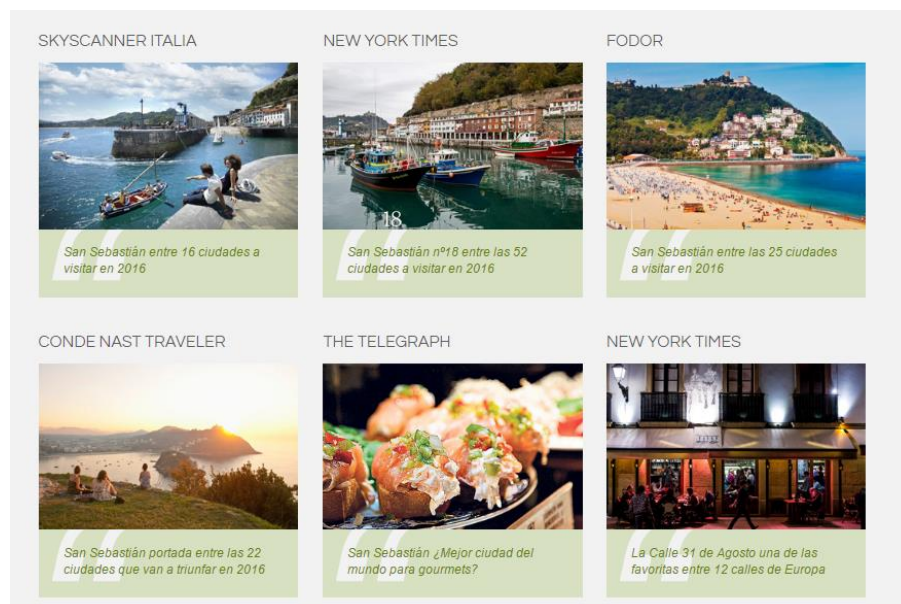 SKYSCANNER ITALIA
NEW YORK TIMES
FODOR
18
San Sebastián entre 16 ciudades a
visitar en 2016
San Sebastián nº18 entre las 52
ciudades a visitar en 2016
San Sebastián entre las 25 ciudades
a visitar en 2016
CONDE NAST TRAVELER
THE TELEGRAPH
NEW YORK TIMES
San Sebastián portada entre las 22
ciudades que van a triunfar en 2016
San Sebastián ¿Mejor ciudad del
mundo para gourmets?
La Calle 31 de Agosto una de las
favoritas entre 12 calles de Europa